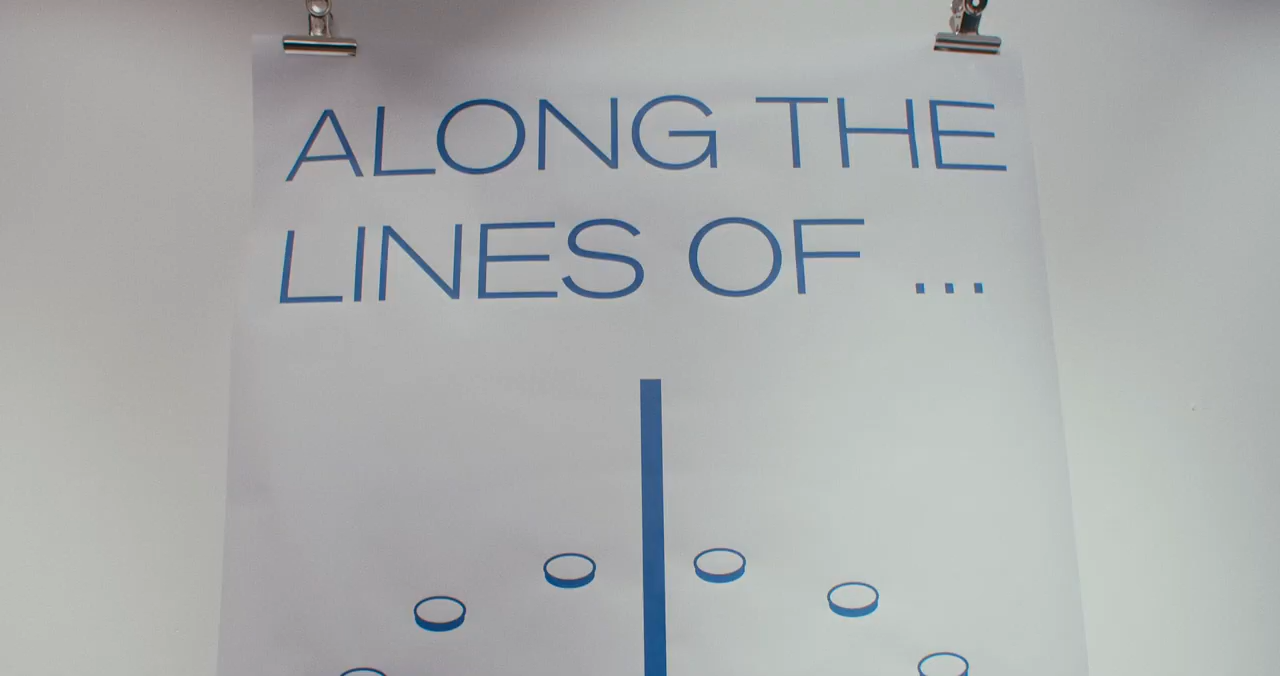 ALONG THE
LINES OF ...